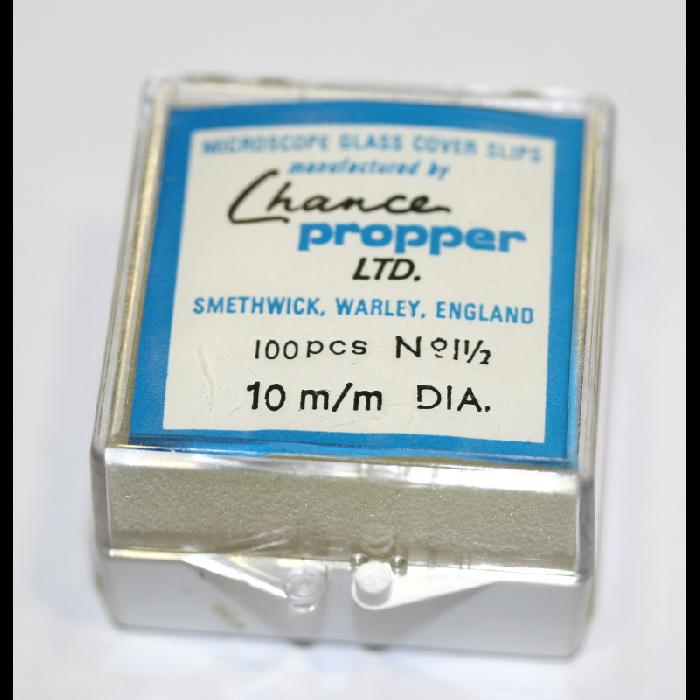 MICROSCOPE GLASS COVER SLIPS
manufactured by
Chance
propper
LTD.
SMETHWICK, WARLEY, ENGLAND
100 pcs Nº 1½
10 m/m DIA.